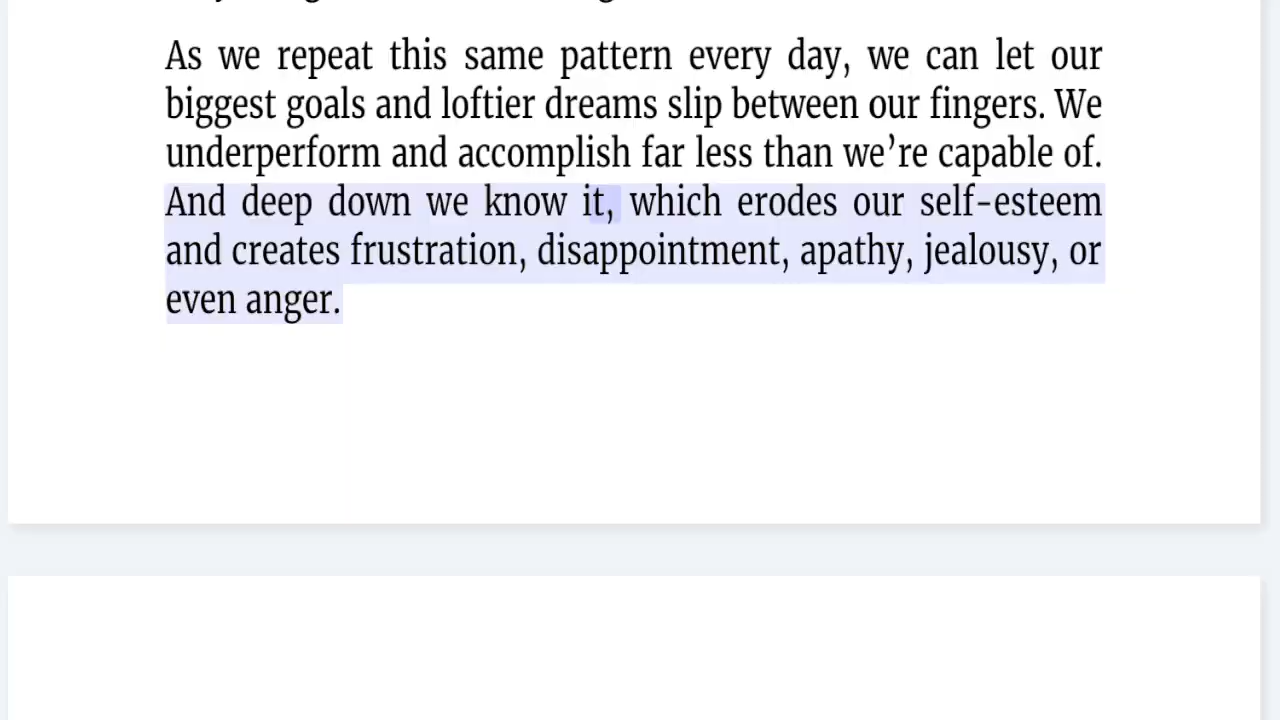 As we repeat this same pattern every day, we can let our
biggest goals and loftier dreams slip between our fingers. We
underperform and accomplish far less than we’re capable of.
And deep down we know it, which erodes our self-esteem
and creates frustration, disappointment, apathy, jealousy, or
even anger.